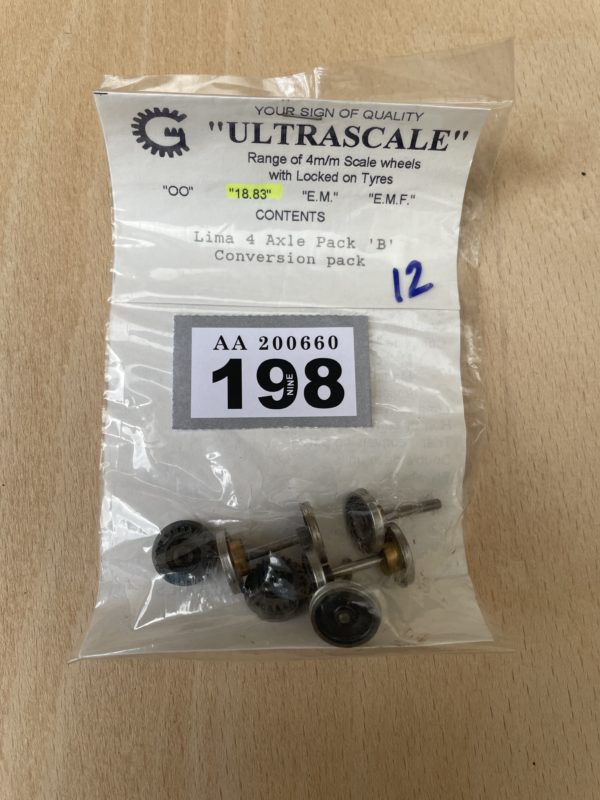 YOUR SIGN OF QUALITY
"ULTRASCALE"
Range of 4m/m Scale wheels
with Locked on Tyres
"OO" "18.83" "E.M." "E.M.F."
CONTENTS
Lima 4 Axle Pack 'B'
Conversion pack
12
AA 200660
198
NINE